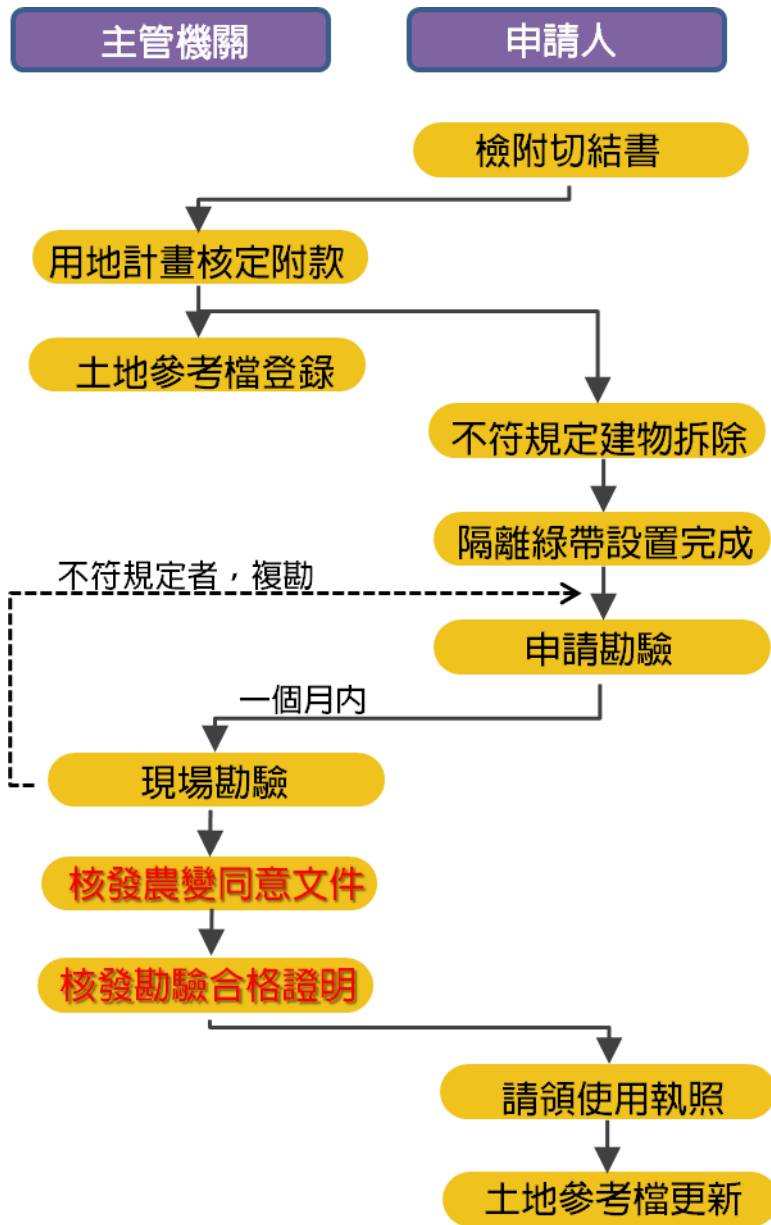 主管機關
申請人
檢附切結書
用地計畫核定附款
土地參考檔登錄
不符規定建物拆除
隔離綠帶設置完成
不符規定者，複勘
申請勘驗
一個月內
現場勘驗
核發農變同意文件
核發勘驗合格證明
請領使用執照
土地參考檔更新